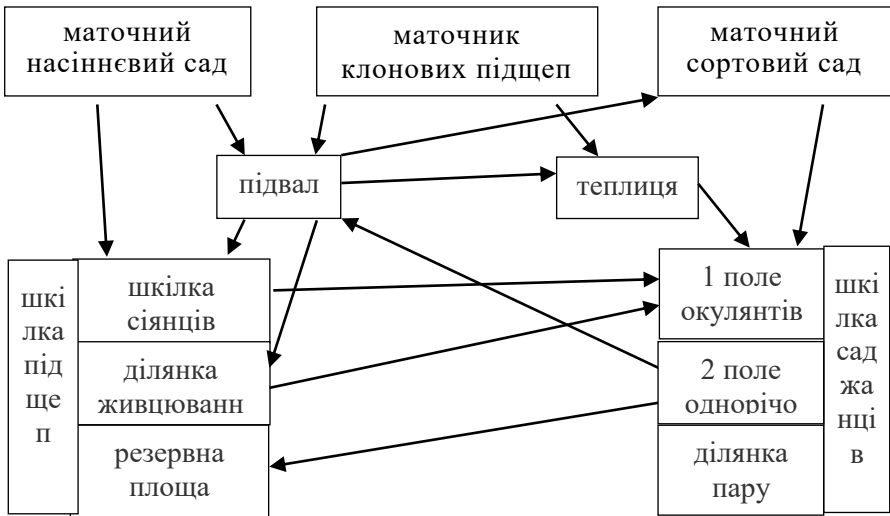 маточний
насіннєвий сад
маточник
клонових підщеп
маточний
сортовий сад
підвал
теплиця
шкі
лка
під
ще
п
шкілка
сіянців
ділянка
живцюванн
резервна
площа
1 поле
окулянтів
2 поле
однорічо
ділянка
пару
шкі
лка
сад
жа
нці
в